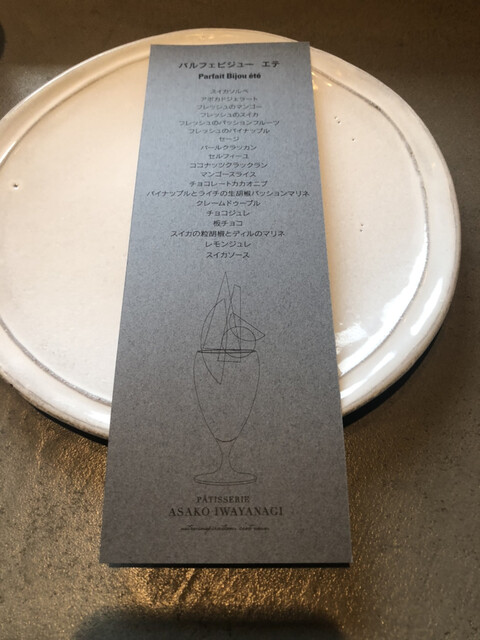 パルフェビジュー　エテ
Parfait Bijou été
スイカソルベ
アボカドジェラート
フレッシュのマンゴー
フレッシュのスイカ
フレッシュのパッションフルーツ
フレッシュのパイナップル
セージ
パールクラッカン
セルフィーユ
ココナッツクラックラン
マンゴースライス
チョコレートカカオニブ
パイナップルとライチの生胡椒パッションマリネ
クレームドゥーブル
チョコジュレ
板チョコ
スイカの粒胡椒とディルのマリネ
レモンジュレ
スイカソース
PÂTISSERIE
ASAKO IWAYANAGI